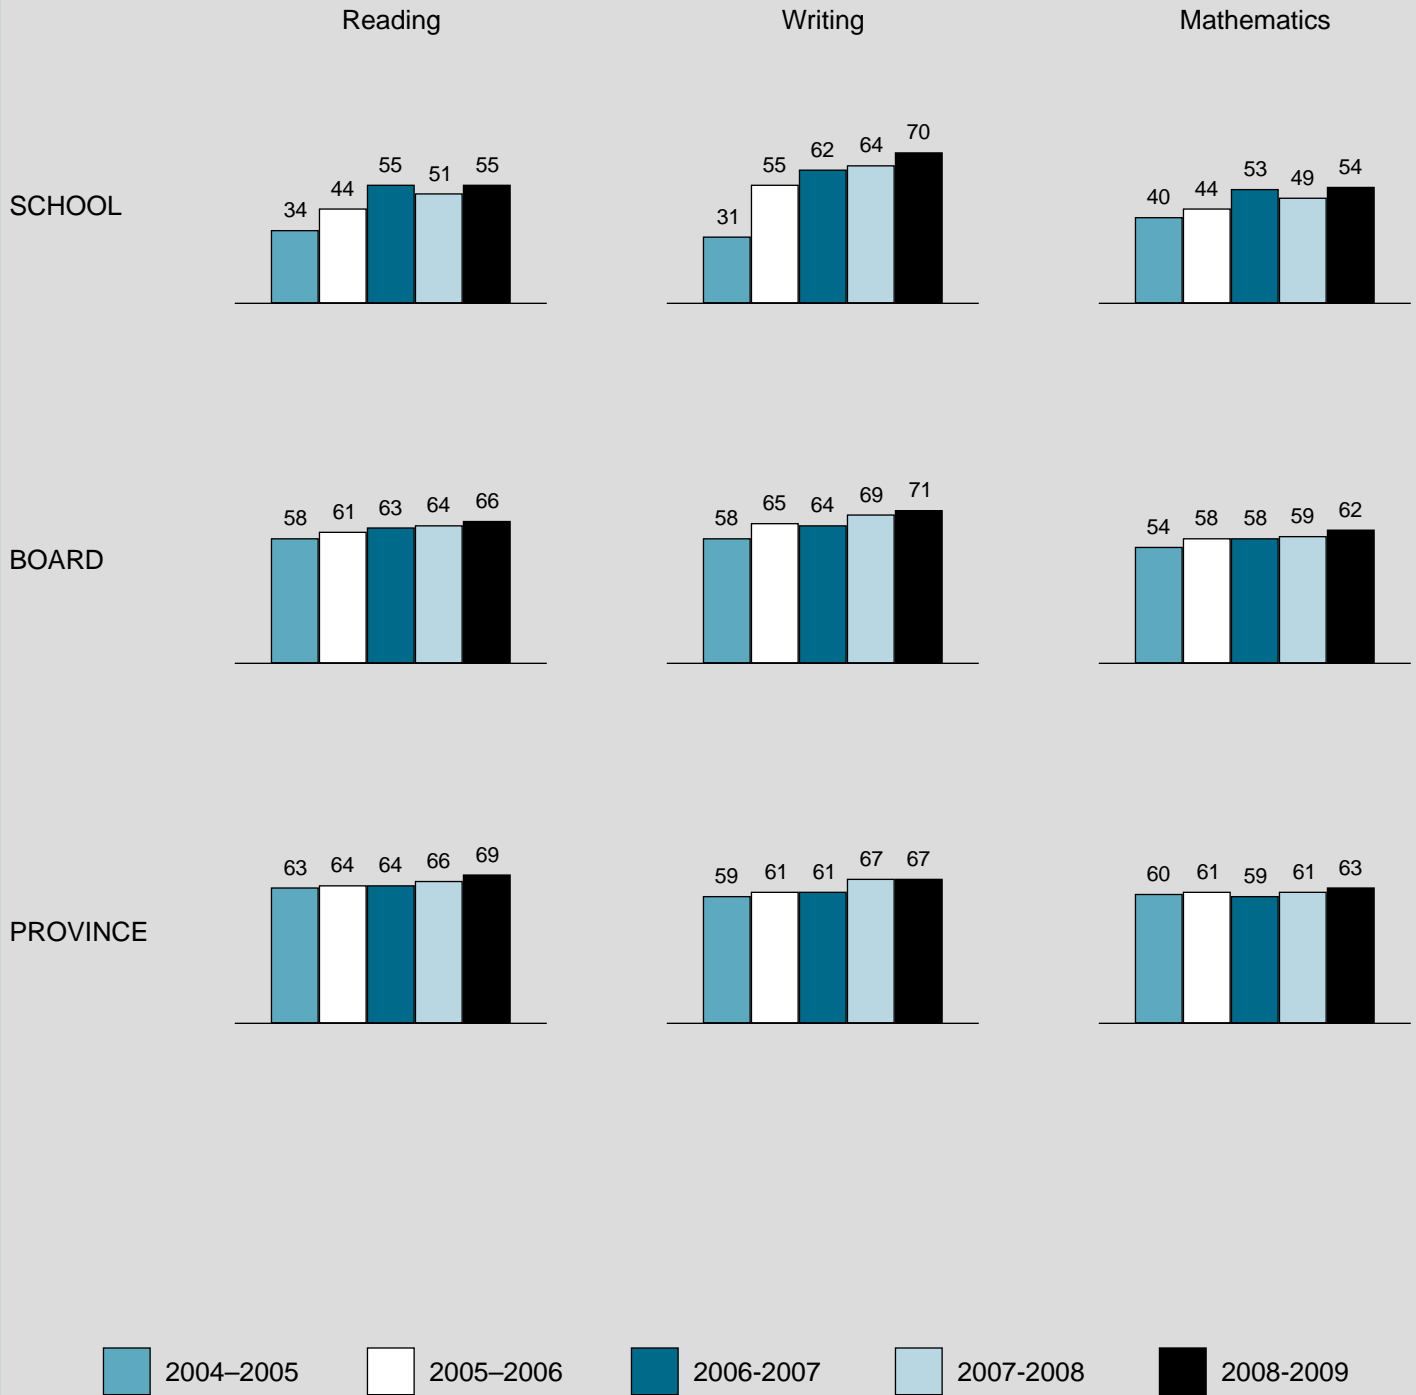 Reading Writing Mathematics
SCHOOL
34 44 55 51 55
31 55 62 64 70
40 44 53 49 54
BOARD
58 61 63 64 66
58 65 64 69 71
54 58 58 59 62
PROVINCE
63 64 64 66 69
59 61 61 67 67
60 61 59 61 63
2004–2005 2005–2006 2006-2007 2007-2008 2008-2009